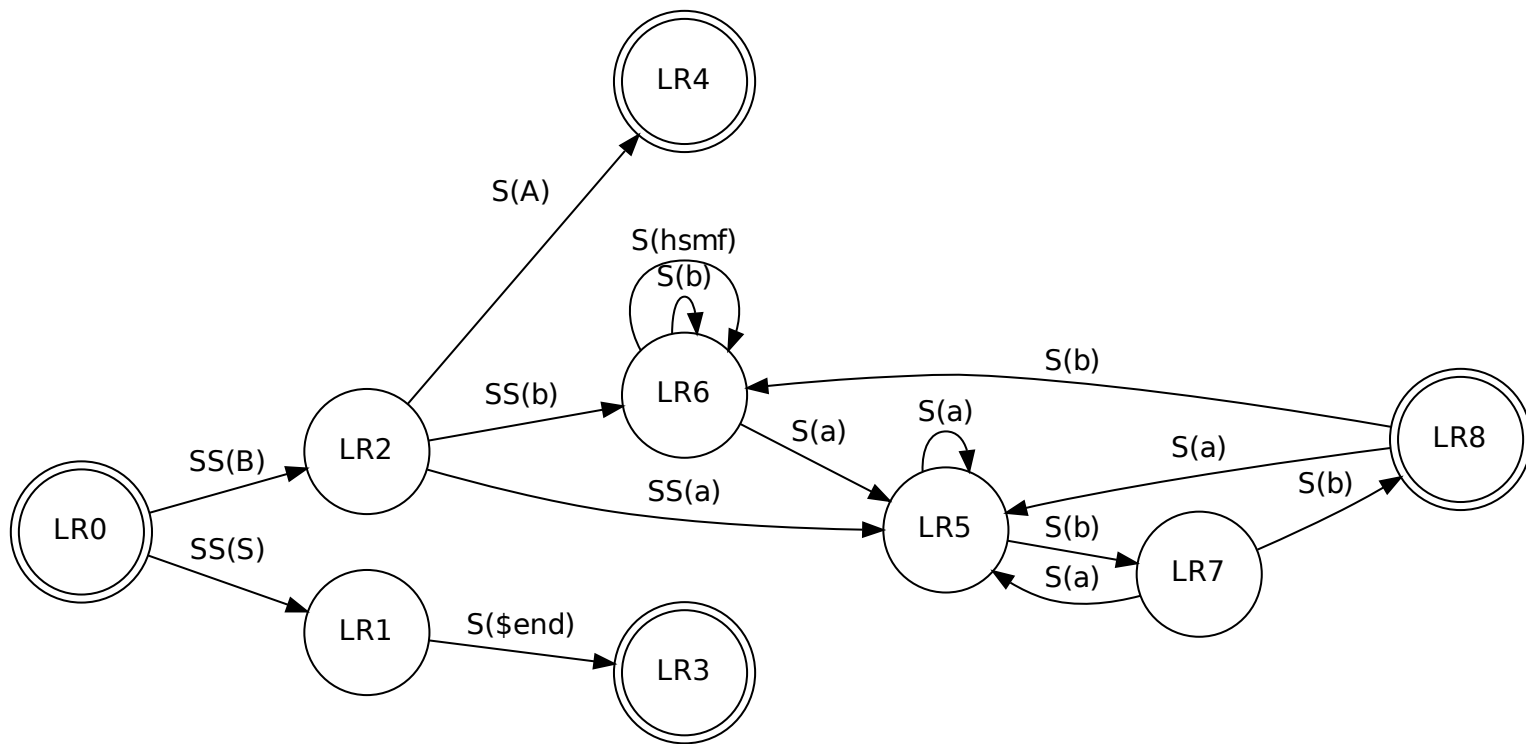 LR4
S(A)
S(hsmf)
S(b)
S(b)
SS(b)
LR6
S(a)
S(a)
S(a)
LR8
SS(B)
LR2
SS(a)
S(b)
LR0
LR5
S(b)
SS(S)
S(a)
LR7
LR1
S($end)
LR3